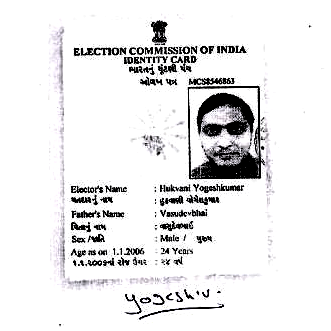 ELECTION COMMISSION OF INDIA
IDENTITY CARD
ભારતનું ચૂંટણી પંચ
ઓળખ પત્ર MCS8546863
Elector's Name : Hukvani Yogeshkumar
મતદારનું નામ : હુકવાણી યોગેશકુમાર
Father's Name : Vasudevbhai
પિતાનું નામ : વાસુદેવભાઈ
Sex /જાતિ : Male / પુરુષ
Age as on 1.1.2006 : 24 Years
૧.૧.૨૦૦૬ના રોજ ઉંમર : ૨૪ વર્ષ